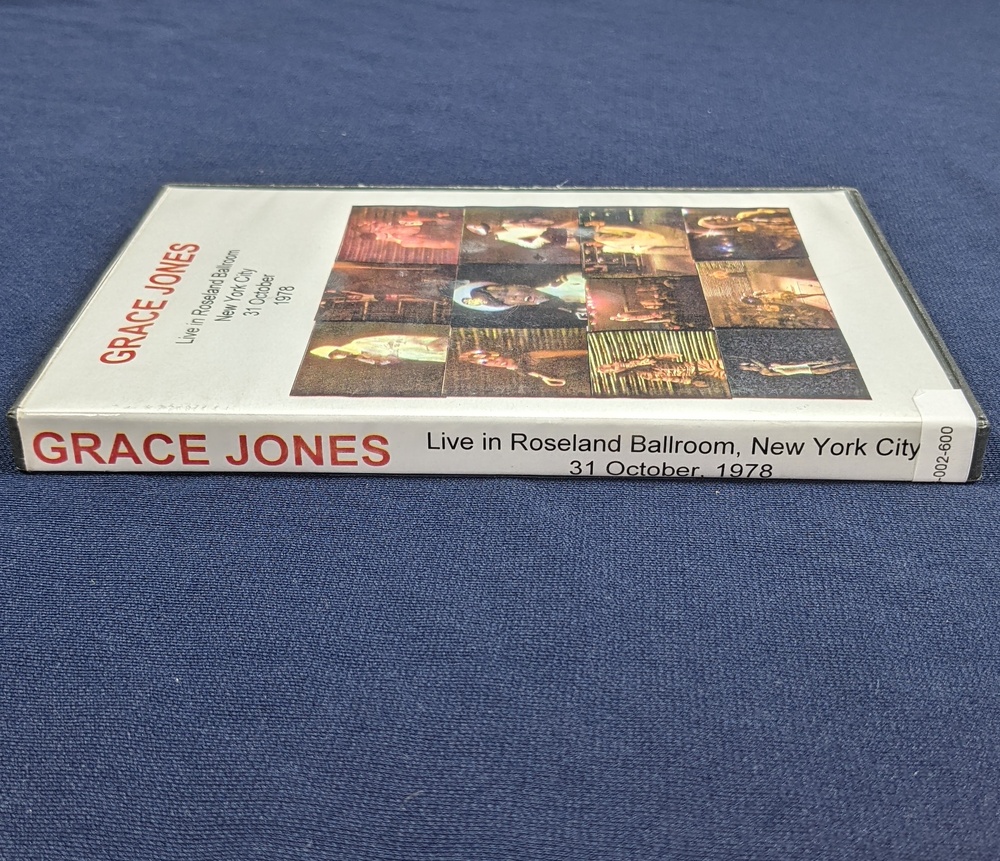 GRACE JONES
Live in Roseland Ballroom
New York City
31 October
1978
GRACE JONES
Live in Roseland Ballroom, New York City
31 October, 1978
-002-600